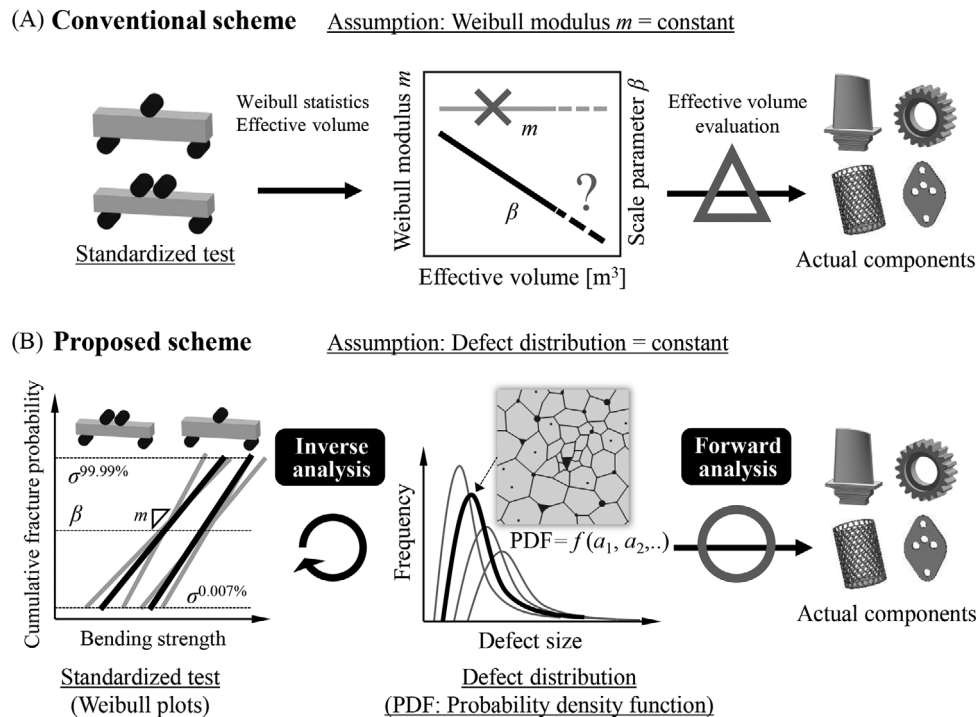 (A) Conventional scheme Assumption: Weibull modulus m = constant
Weibull statistics
Effective volume
Standardized test
Weibull modulus m
m
β
?
Scale parameter β
Effective volume [m³]
Effective volume
evaluation
Actual components
(B) Proposed scheme Assumption: Defect distribution = constant
Cumulative fracture probability
σ99.99%
β
m
σ0.007%
Bending strength
Standardized test
(Weibull plots)
Inverse
analysis
Frequency
PDF = f (a₁, a₂,..)
Defect size
Defect distribution
(PDF: Probability density function)
Forward
analysis
Actual components